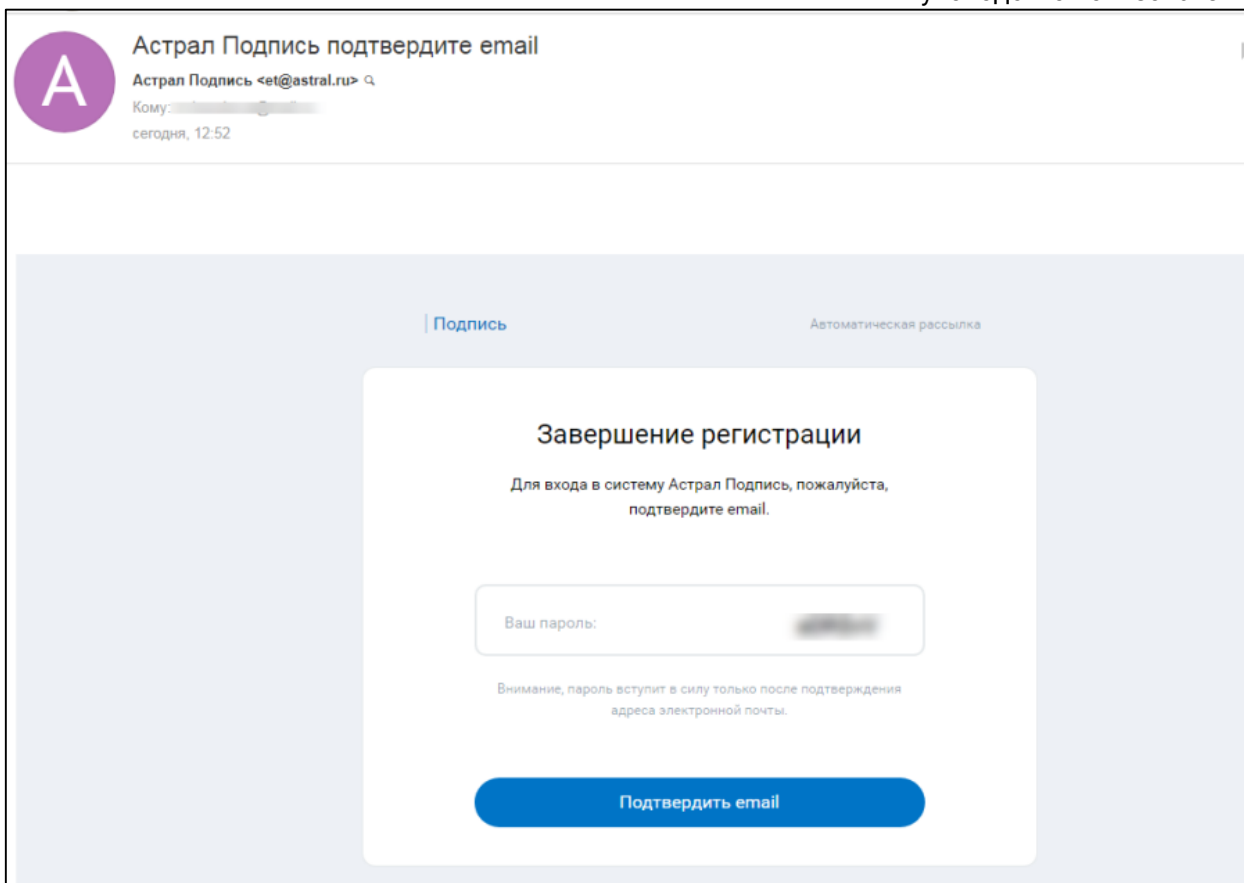 А
Астрал Подпись подтвердите email
Астрал Подпись <et@astral.ru>
Кому:
сегодня, 12:52
Подпись
Автоматическая рассылка
Завершение регистрации
Для входа в систему Астрал Подпись, пожалуйста,
подтвердите email.
Ваш пароль:
Внимание, пароль вступит в силу только после подтверждения
адреса электронной почты.
Подтвердить email